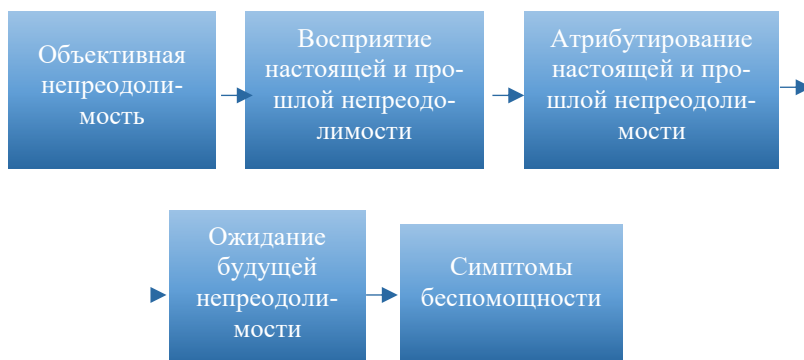 Объективная
непреодоли-
мость
Восприятие
настоящей и про-
шлой непреодо-
лимости
Атрибутирование
настоящей и про-
шлой непреодоли-
мости
Ожидание
будущей
непреодоли-
мости
Симптомы
беспомощности